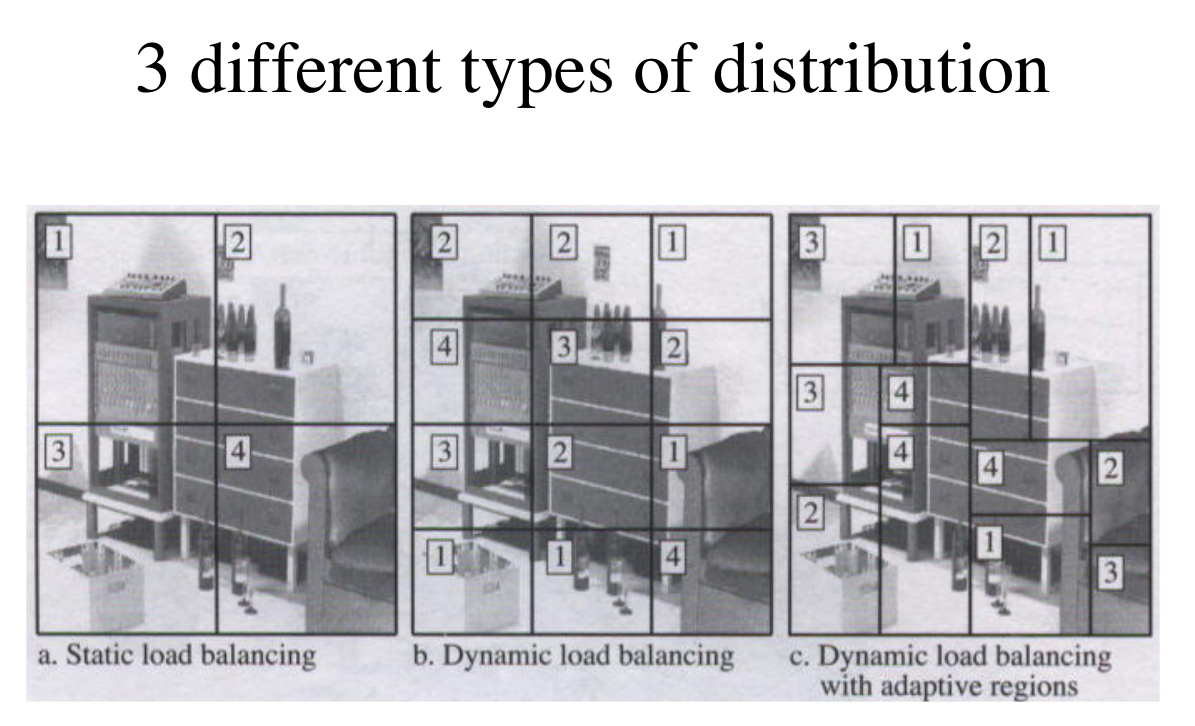 3 different types of distribution
1 2
3 4
a. Static load balancing
2 2 1
4 3 2
3 2 1
1 1 4
b. Dynamic load balancing
3 1 2 1
3 4
4 4 2
2 1 3
c. Dynamic load balancing
with adaptive regions